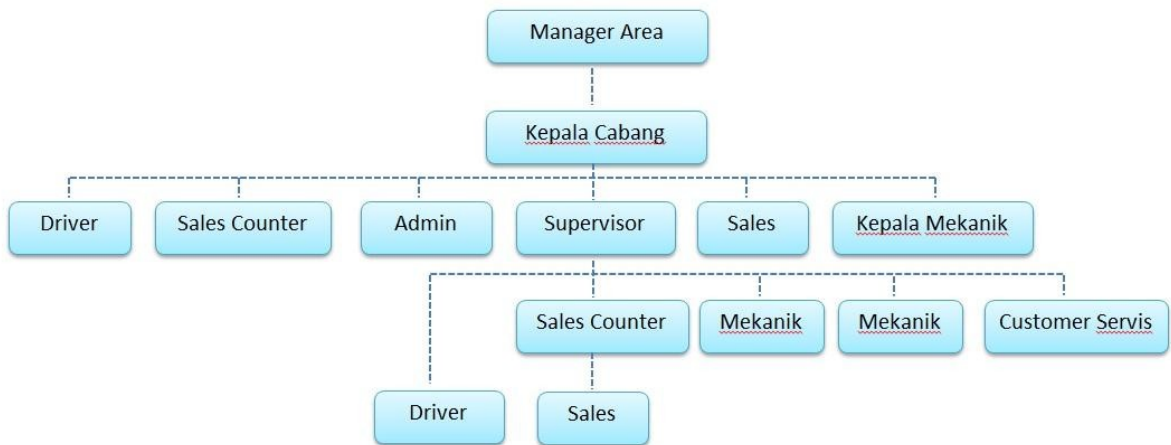 Manager Area
Kepala Cabang
Driver
Sales Counter
Admin
Supervisor
Sales
Kepala Mekanik
Sales Counter
Mekanik
Mekanik
Customer Servis
Driver
Sales